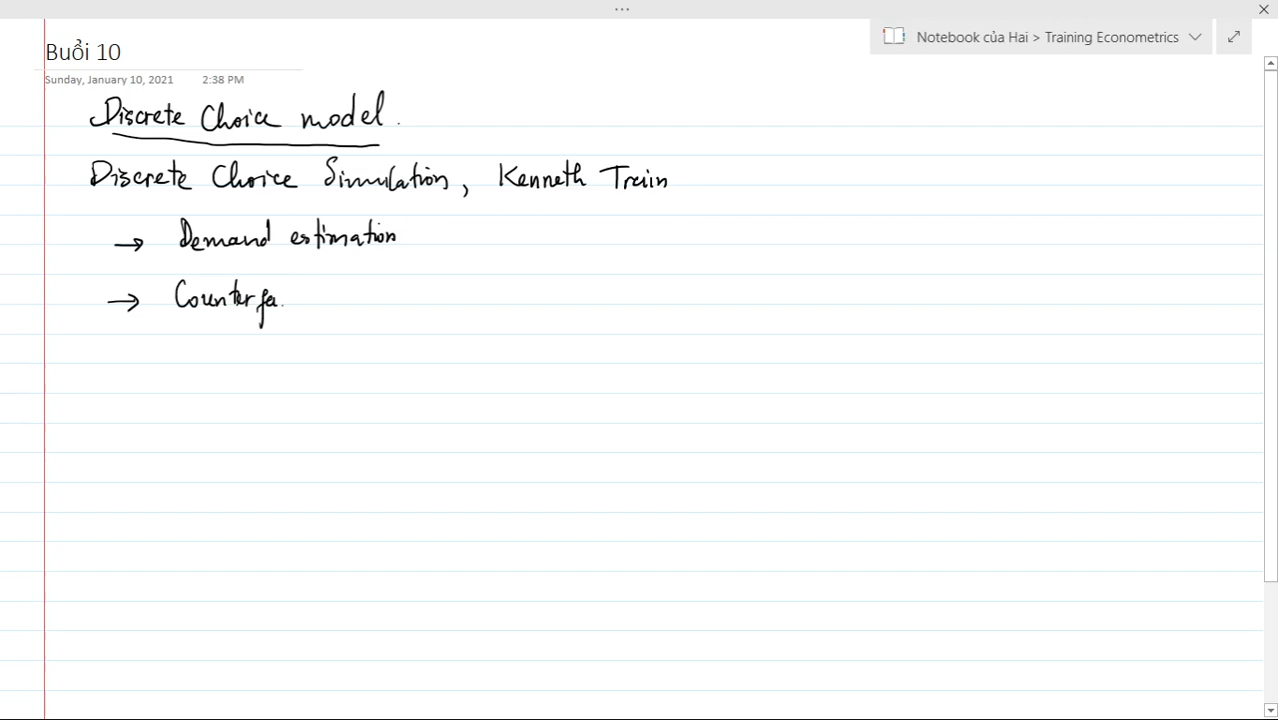 Notebook của Hai > Training Econometrics
Buổi 10
Sunday, January 10, 2021 2:38 PM
Discrete Choice model.
Discrete Choice Simulation, Kenneth Train
→ Demand estimation
→ Counterfa